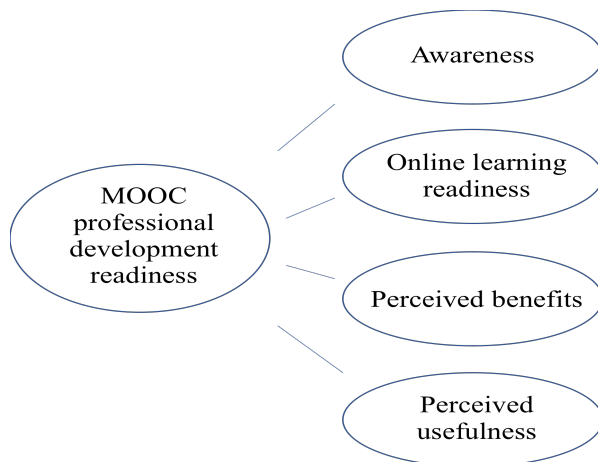 Awareness
Online learning
readiness
MOOC
professional
development
readiness
Perceived benefits
Perceived
usefulness